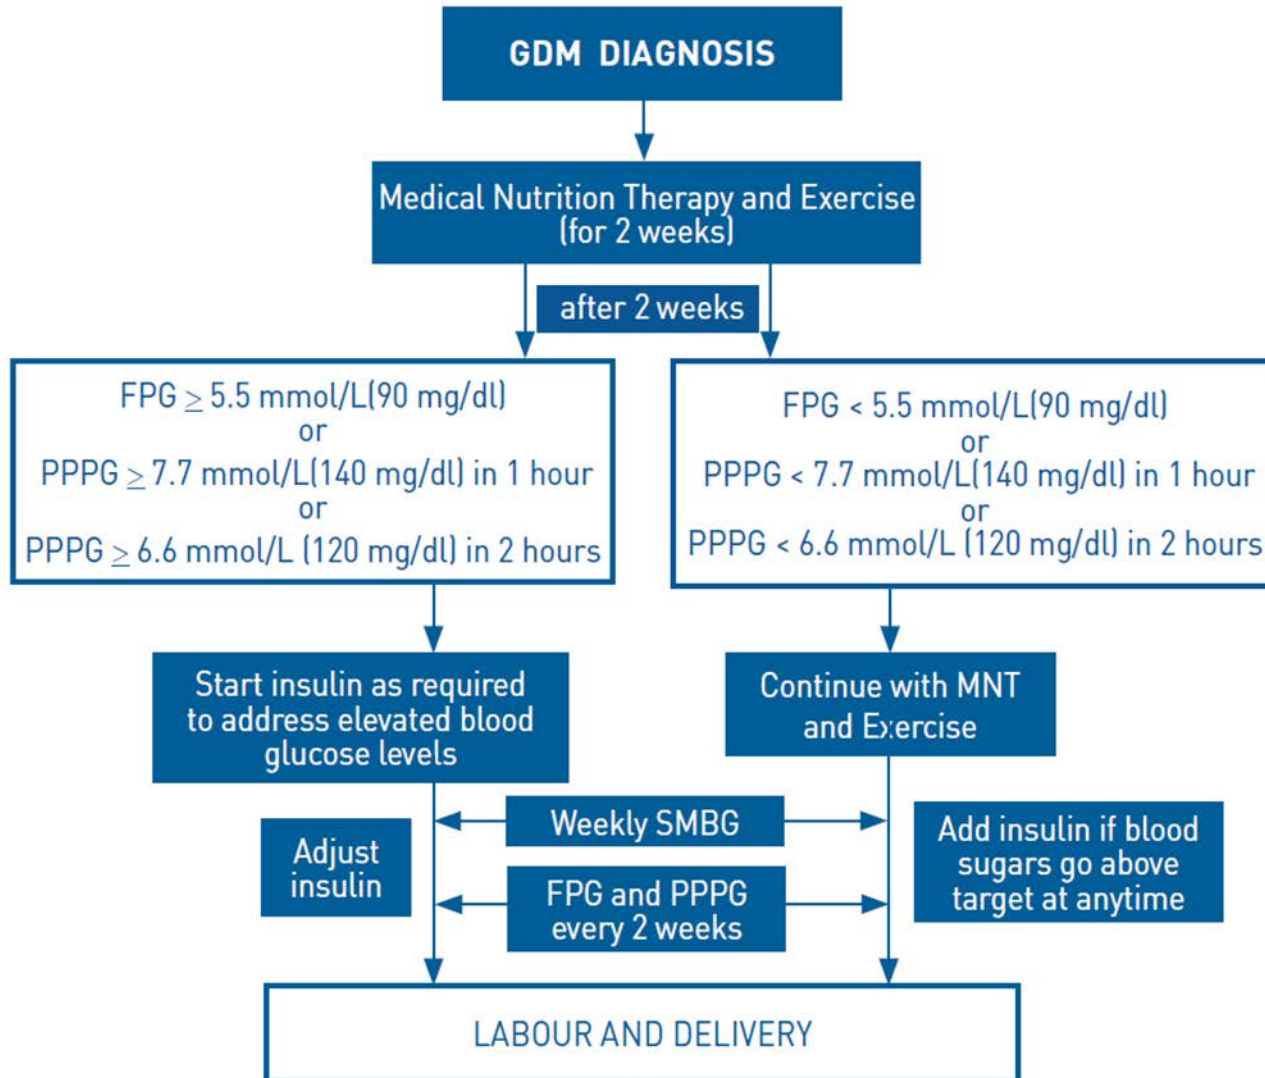 GDM DIAGNOSIS
Medical Nutrition Therapy and Exercise
(for 2 weeks)
after 2 weeks
FPG ≥ 5.5 mmol/L(90 mg/dl)
or
PPPG ≥ 7.7 mmol/L(140 mg/dl) in 1 hour
or
PPPG ≥ 6.6 mmol/L (120 mg/dl) in 2 hours
FPG < 5.5 mmol/L(90 mg/dl)
or
PPPG < 7.7 mmol/L(140 mg/dl) in 1 hour
or
PPPG < 6.6 mmol/L (120 mg/dl) in 2 hours
Start insulin as required
to address elevated blood
glucose levels
Continue with MNT
and Exercise
Adjust
insulin
Weekly SMBG
FPG and PPPG
every 2 weeks
Add insulin if blood
sugars go above
target at anytime
LABOUR AND DELIVERY